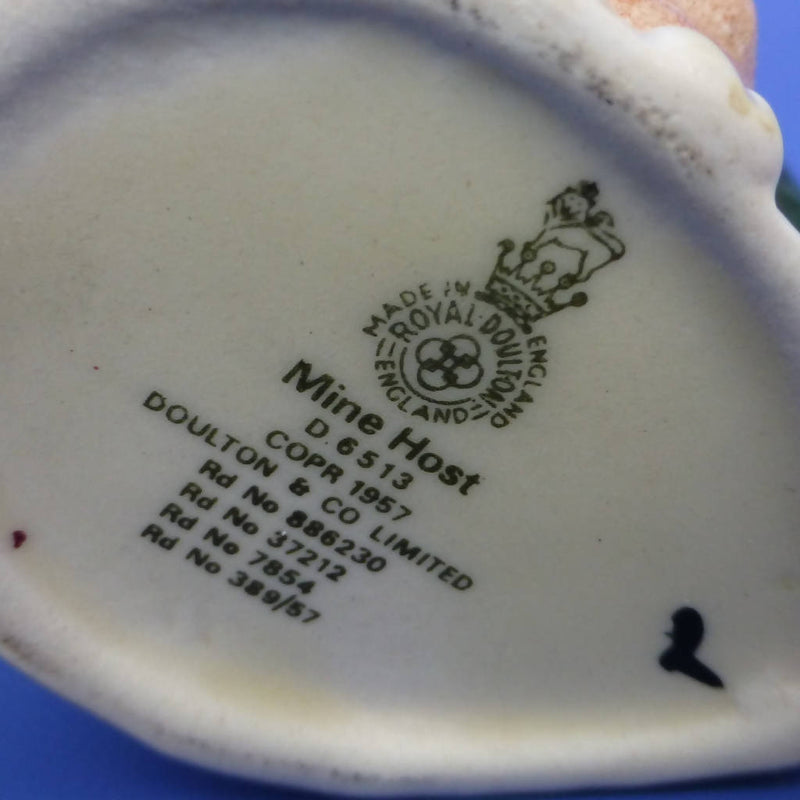 MADE IN ENGLAND
ROYAL DOULTON
ENGLAND
Mine Host
D. 6513
COPR 1957
DOULTON & CO LIMITED
Rd No 886230
Rd No 37212
Rd No 7854
Rd No 389/57